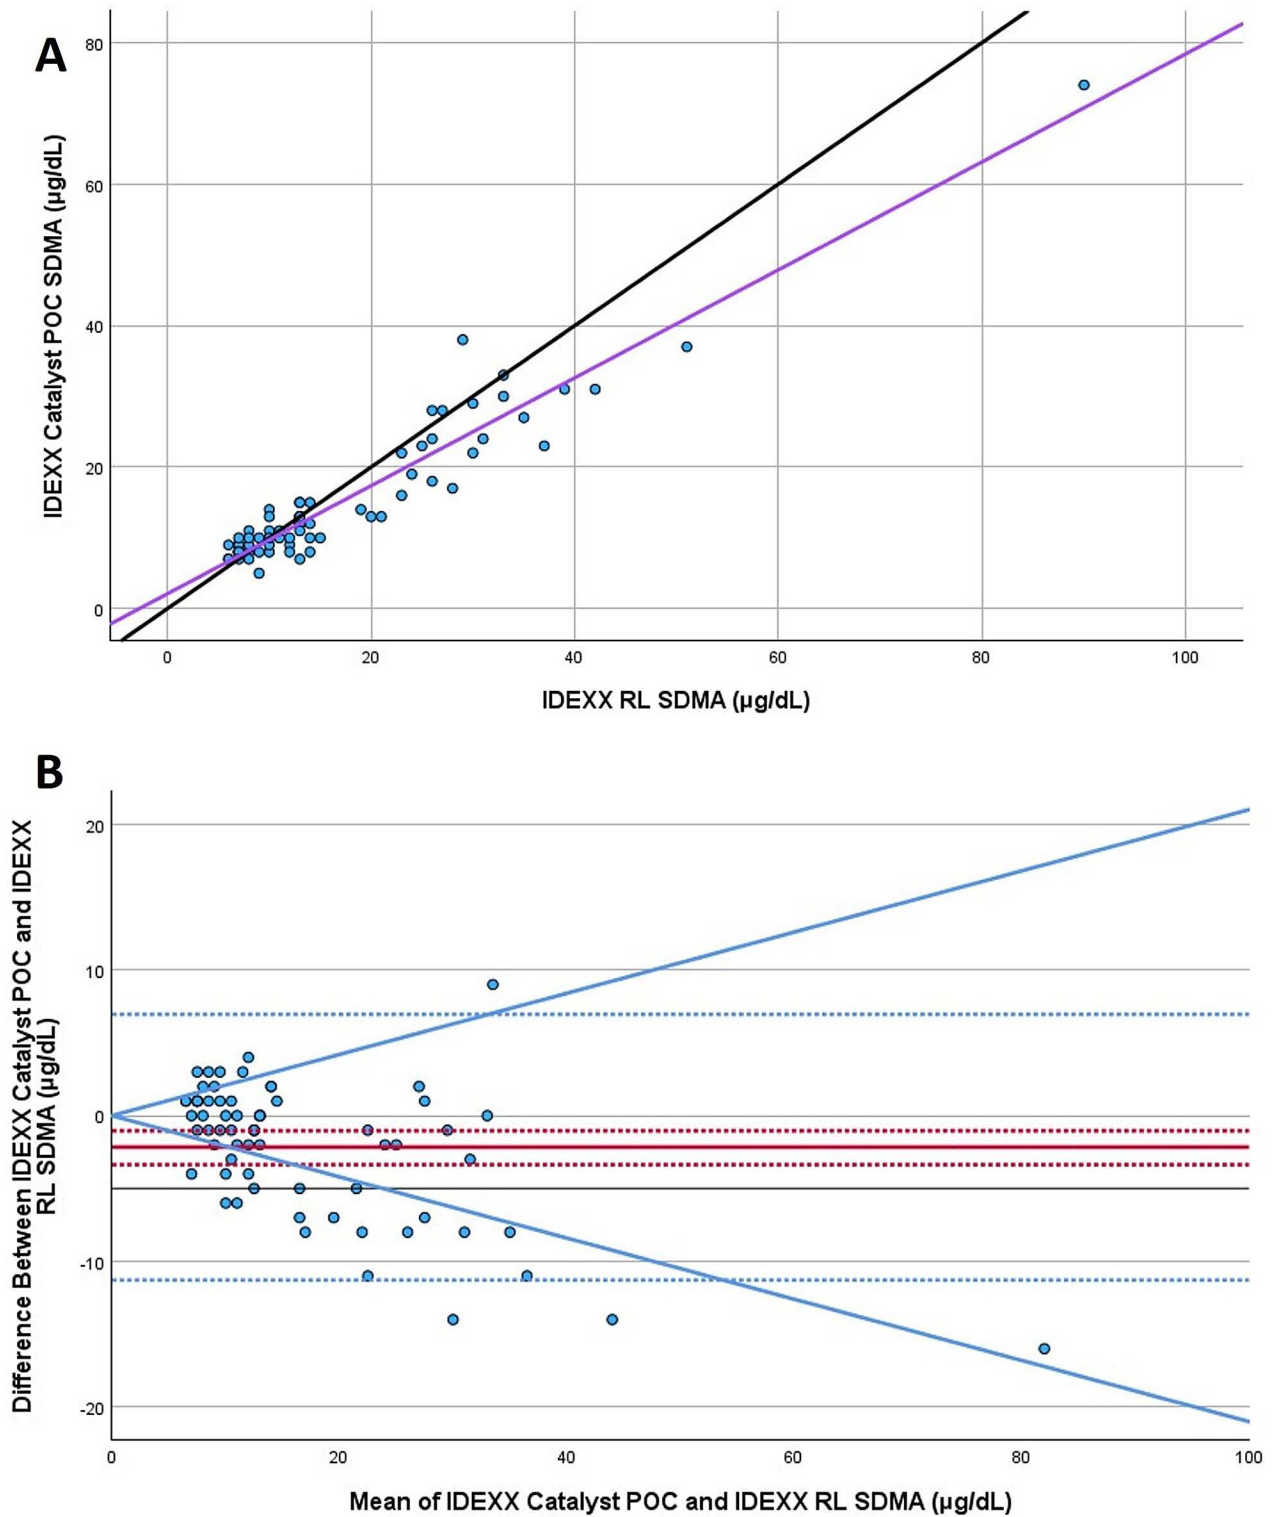 A
80
60
40
20
0
IDEXX Catalyst POC SDMA (µg/dL)
0 20 40 60 80 100
IDEXX RL SDMA (µg/dL)
B
20
10
0
-10
-20
Difference Between IDEXX Catalyst POC and IDEXX
RL SDMA (µg/dL)
0 20 40 60 80 100
Mean of IDEXX Catalyst POC and IDEXX RL SDMA (µg/dL)